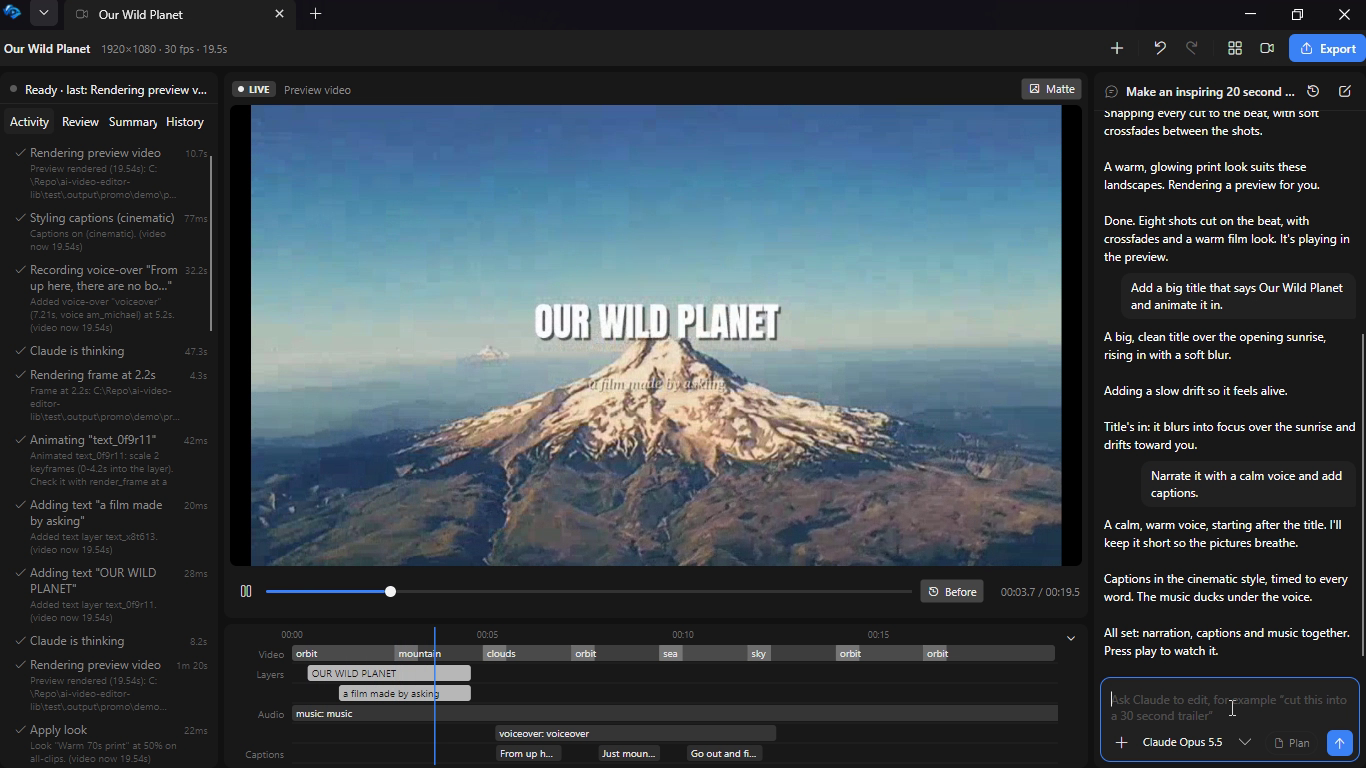 Our Wild Planet
Our Wild Planet 1920×1080 · 30 fps · 19.5s
Export
Ready · last: Rendering preview v...
Activity Review Summary History
Rendering preview video 10.7s
Preview rendered (19.54s): C:
\Repo\ai-video-editor-
lib\test\.output\promo\demo\p...
Styling captions (cinematic) 77ms
Captions on (cinematic). (video
now 19.54s)
Recording voice-over "From 32.2s
up here, there are no bo..."
Added voice-over "voiceover"
(7.21s, voice am_michael) at 5.2s.
(video now 19.54s)
Claude is thinking 47.3s
Rendering frame at 2.2s 4.3s
Frame at 2.2s: C:\Repo\ai-video-
editor-
lib\test\.output\promo\demo\pr...
Animating "text_0f9r11" 42ms
Animated text_0f9r11: scale 2
keyframes (0-4.2s into the layer).
Check it with render_frame at a
Adding text "a film made 20ms
by asking"
Added text layer text_x8t613.
(video now 19.54s)
Adding text "OUR WILD 28ms
PLANET"
Added text layer text_0f9r11.
(video now 19.54s)
Claude is thinking 8.2s
Rendering preview video 1m 20s
Preview rendered (19.54s): C:
\Repo\ai-video-editor-
lib\test\.output\promo\demo...
Apply look 22ms
Look "Warm 70s print" at 50% on
all-clips. (video now 19.54s)
LIVE Preview video
Matte
OUR WILD PLANET
a film made by asking
Before 00:03.7 / 00:19.5
00:00 00:05 00:10 00:15
Video orbit mountain clouds orbit sea sky orbit orbit
Layers OUR WILD PLANET
a film made by asking
Audio music: music
voiceover: voiceover
Captions From up h... Just moun... Go out and fi...
Make an inspiring 20 second ...
Snapping every cut to the beat, with soft
crossfades between the shots.
A warm, glowing print look suits these
landscapes. Rendering a preview for you.
Done. Eight shots cut on the beat, with
crossfades and a warm film look. It's playing in
the preview.
Add a big title that says Our Wild Planet
and animate it in.
A big, clean title over the opening sunrise,
rising in with a soft blur.
Adding a slow drift so it feels alive.
Title's in: it blurs into focus over the sunrise and
drifts toward you.
Narrate it with a calm voice and add
captions.
A calm, warm voice, starting after the title. I'll
keep it short so the pictures breathe.
Captions in the cinematic style, timed to every
word. The music ducks under the voice.
All set: narration, captions and music together.
Press play to watch it.
Ask Claude to edit, for example "cut this into
a 30 second trailer"
Claude Opus 5.5 Plan